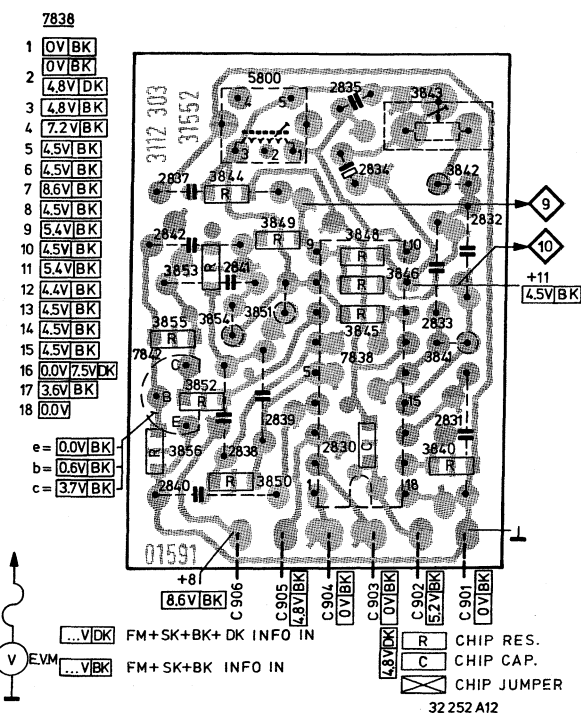 7838
1 0V BK
0V BK
2 4,8V DK
3 4,8V BK
4 7.2V BK
5 4.5V BK
6 4.5V BK
7 8.6V BK
8 4.5V BK
9 5.4V BK
10 4.5V BK
11 5.4V BK
12 4.4V BK
13 4.5V BK
14 4.5V BK
15 4.5V BK
16 0.0V 7.5V DK
17 3.6V BK
18 0.0V
e= 0.0V BK
b= 0.6V BK
c= 3.7V BK
3112 303
31552
5800
4 5
3 2 1
2835
3843
2834
3842
2837
3844
R
2832
9
3849
R
3848
9 R 10
10
2842
3853
R
2841
3846
R
+11
4.5V BK
3854
3851
3845
R
2833
3855
R
7842
C
7838
3841
3852
R
5
B
15
2839
2831
E
R
3856
2838
2830
C
3840
R
2840
R
3850
1 18
01591
+8
8.6V BK
C906
C905 4,8V BK
C904 0V BK
C903 0V BK
4,8V DK
C902 5.2V BK
C901 0V BK
V E.V.M
...V DK FM+SK+BK+DK INFO IN
...V BK FM+SK+BK INFO IN
R CHIP RES.
C CHIP CAP.
CHIP JUMPER
32 252 A12